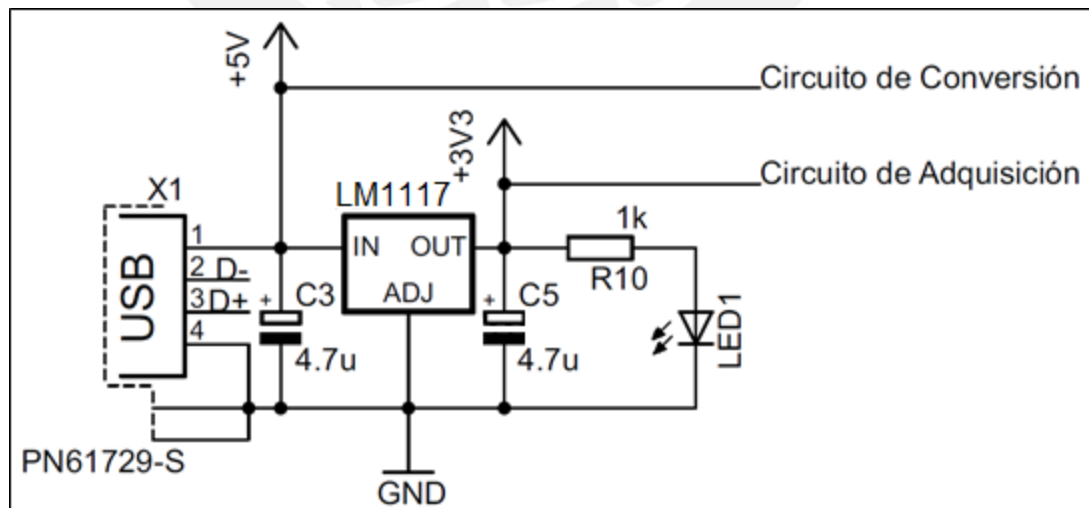 +5V
Circuito de Conversión
+3V3
Circuito de Adquisición
X1
LM1117
1k
USB
1
2 D-
3 D+
4
IN OUT
ADJ
R10
+ C3
4.7u
+ C5
4.7u
LED1
PN61729-S
GND